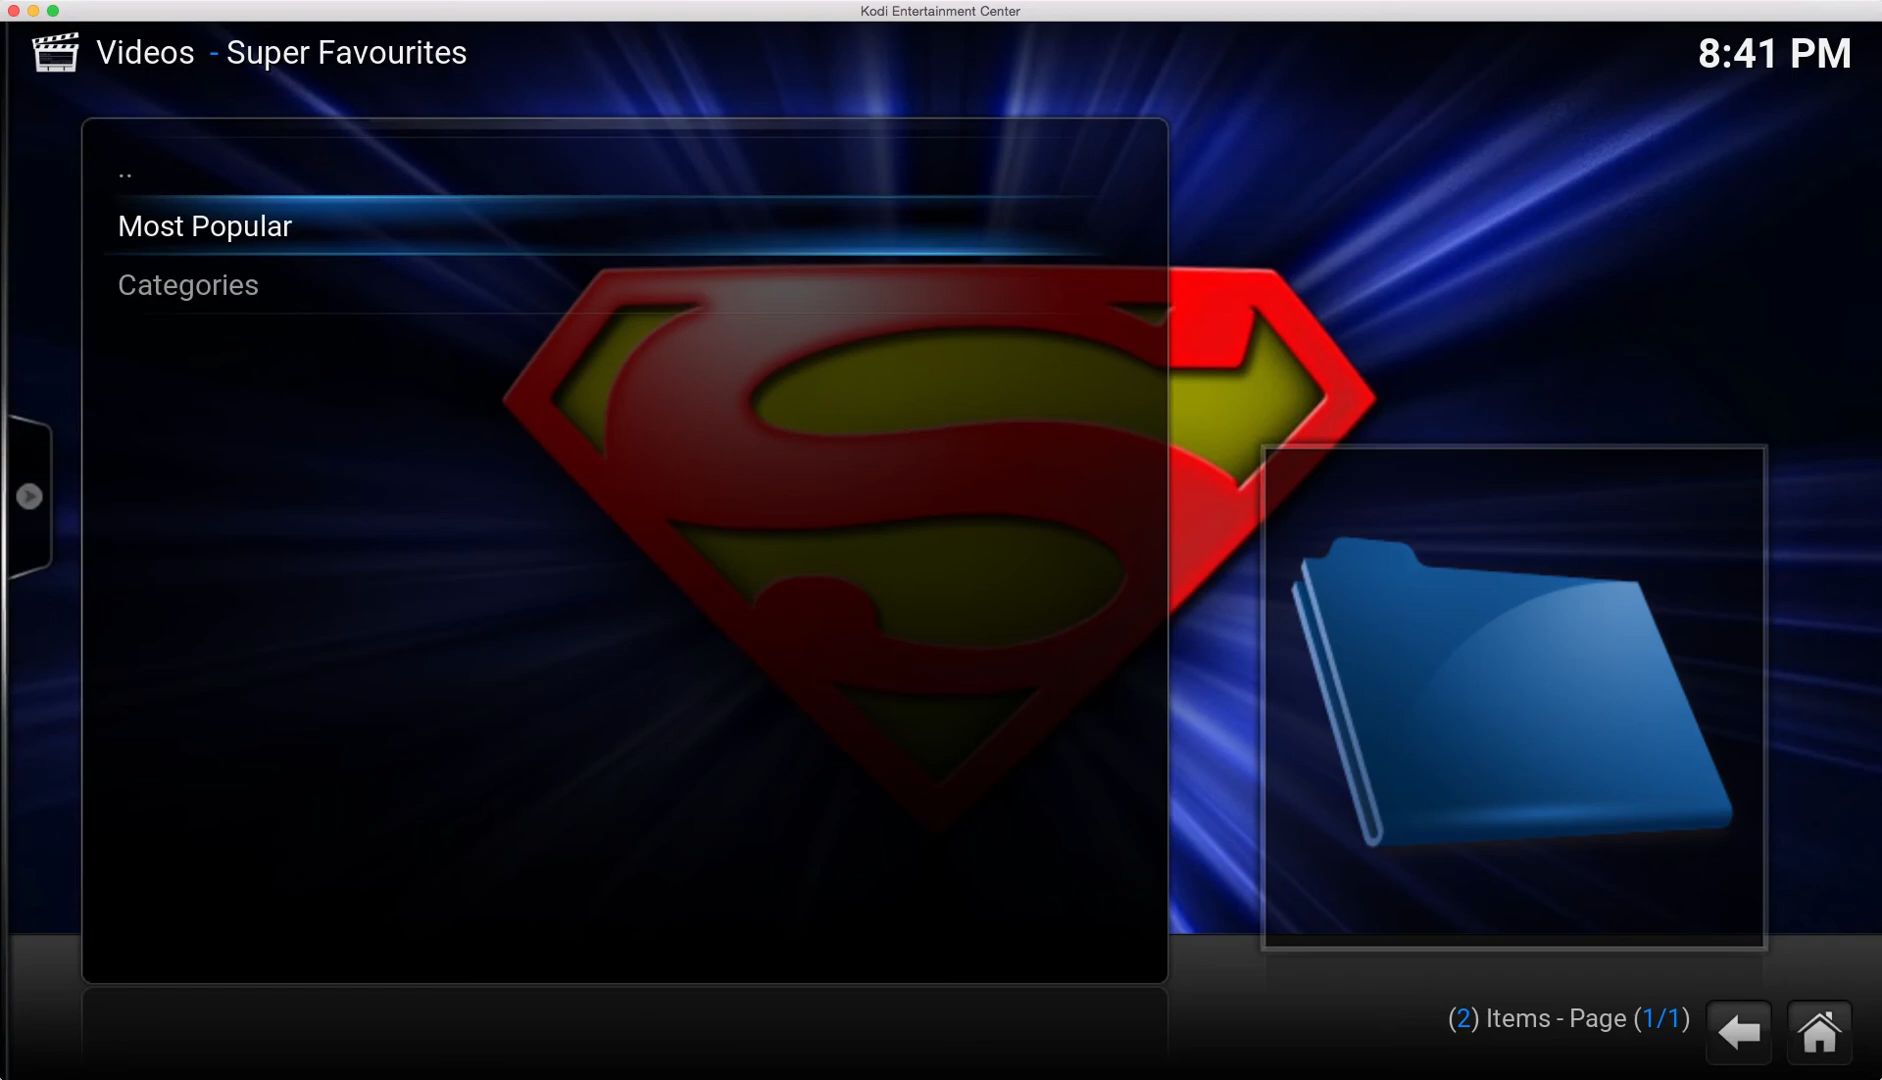 Kodi Entertainment Center
Videos - Super Favourites
8:41 PM
..
Most Popular
Categories
(2) Items - Page (1/1)